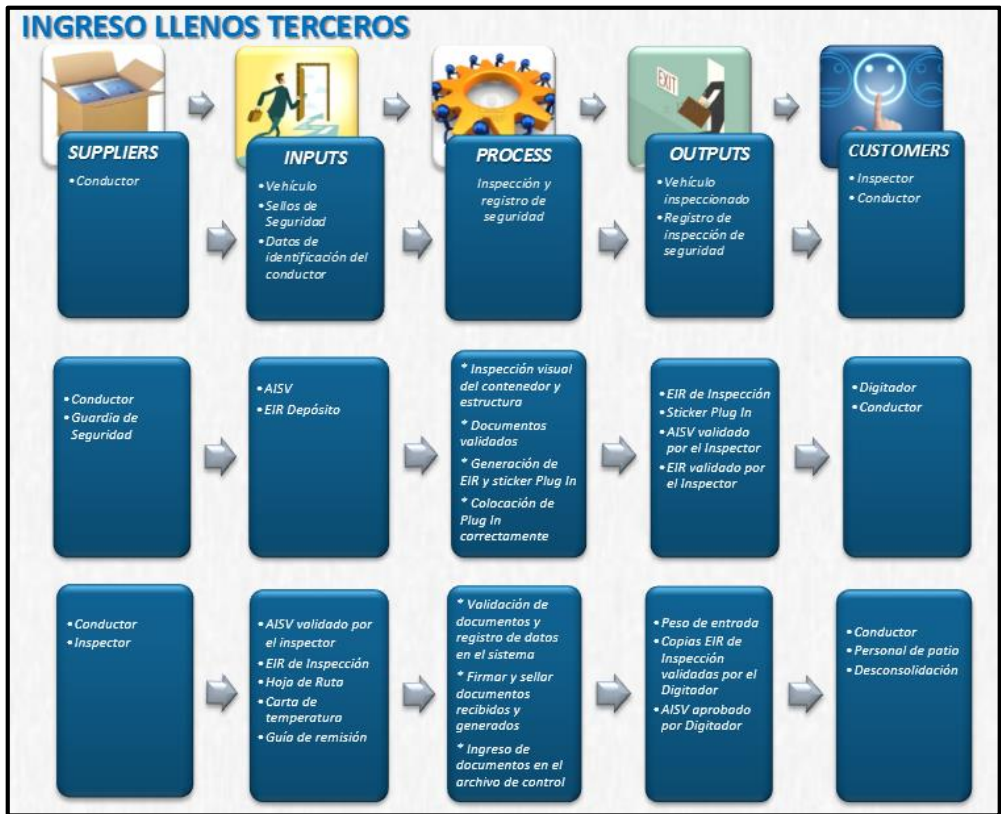 INGRESO LLENOS TERCEROS
EXIT
SUPPLIERS
• Conductor
INPUTS
• Vehículo
• Sellos de
Seguridad
• Datos de
identificación del
conductor
PROCESS
Inspección y
registro de
seguridad
OUTPUTS
• Vehículo
inspeccionado
• Registro de
inspección de
seguridad
CUSTOMERS
• Inspector
• Conductor
• Conductor
• Guardia de
Seguridad
• AISV
• EIR Depósito
* Inspección visual
del contenedor y
estructura
* Documentos
validados
* Generación de
EIR y sticker Plug In
* Colocación de
Plug In
correctamente
• EIR de Inspección
• Sticker Plug In
• AISV validado
por el Inspector
• EIR validado por
el Inspector
• Digitador
• Conductor
• Conductor
• Inspector
• AISV validado por
el inspector
• EIR de Inspección
• Hoja de Ruta
• Carta de
temperatura
• Guía de remisión
* Validación de
documentos y
registro de datos
en el sistema
* Firmar y sellar
documentos
recibidos y
generados
* Ingreso de
documentos en el
archivo de control
• Peso de entrada
• Copias EIR de
Inspección
validadas por el
Digitador
• AISV aprobado
por Digitador
• Conductor
• Personal de patio
• Desconsolidación